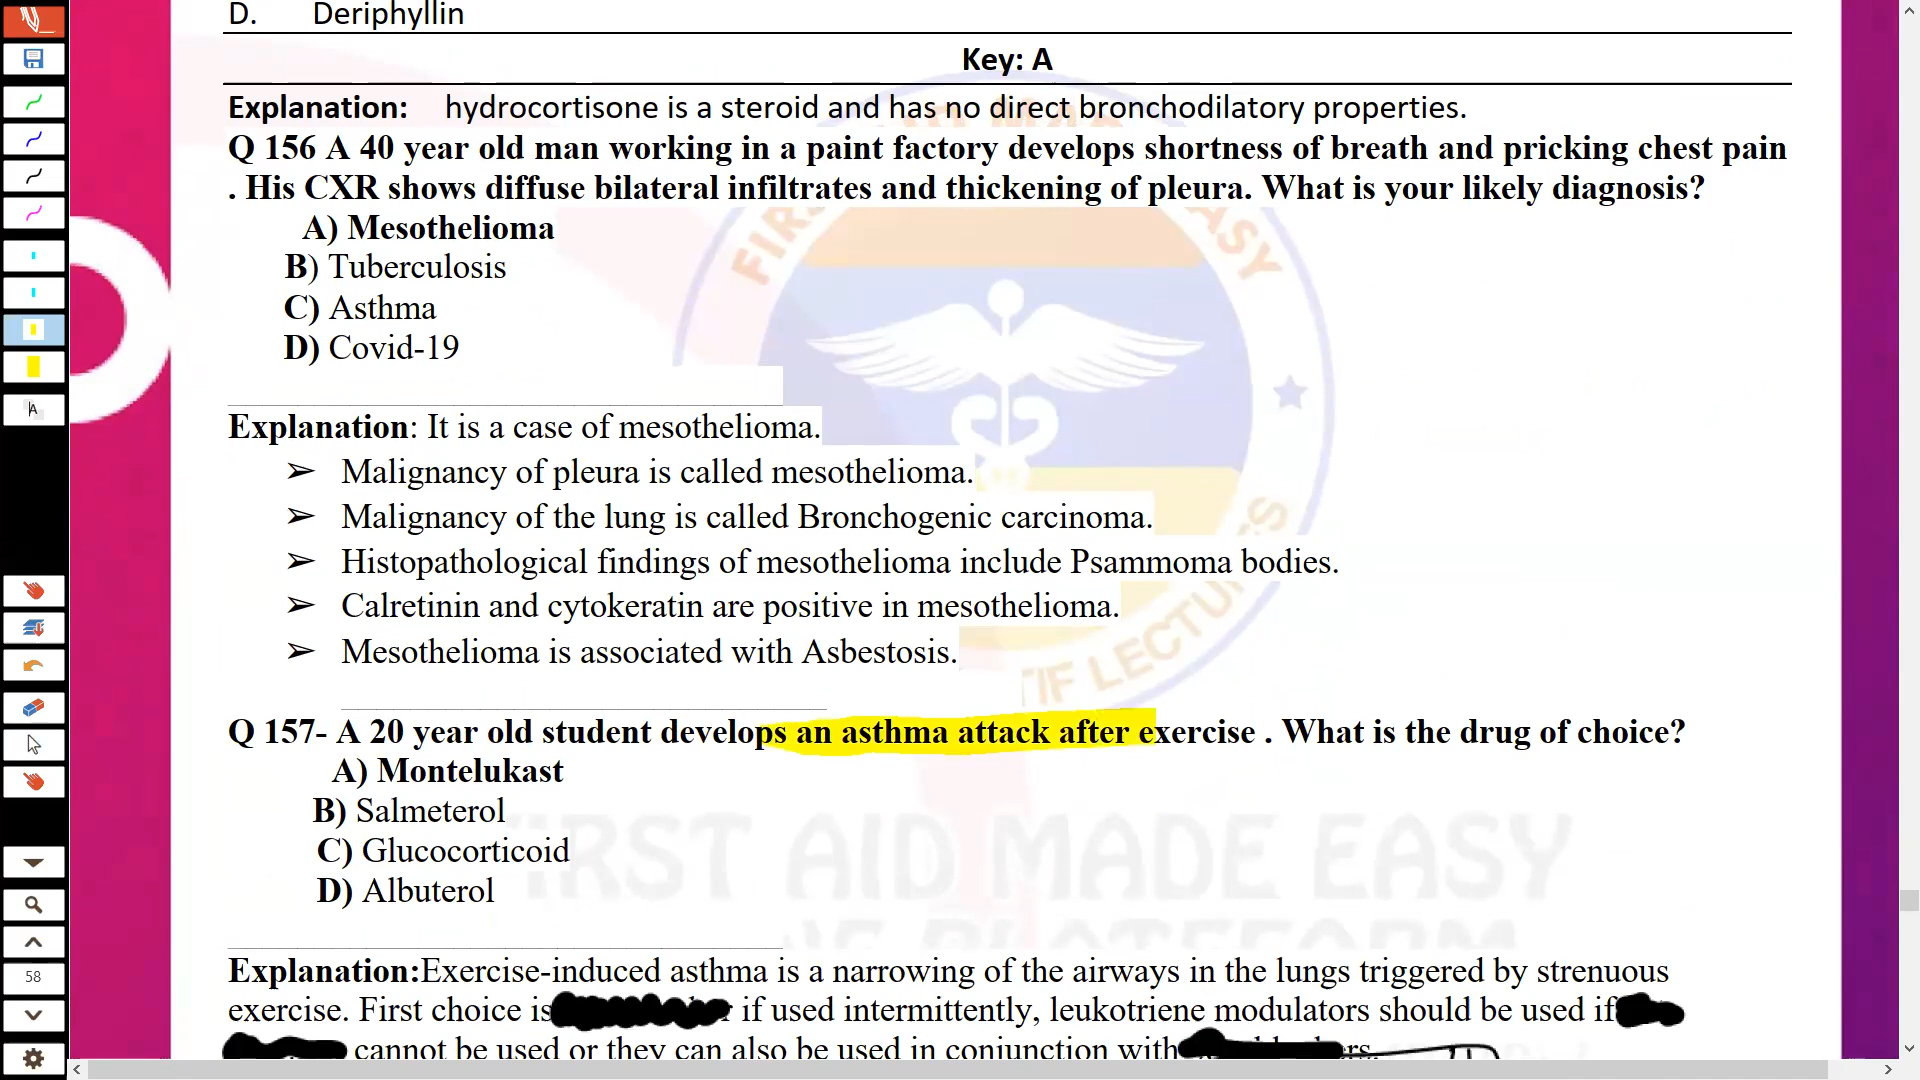 D. Deriphyllin
Key: A
Explanation: hydrocortisone is a steroid and has no direct bronchodilatory properties.
Q 156 A 40 year old man working in a paint factory develops shortness of breath and pricking chest pain
. His CXR shows diffuse bilateral infiltrates and thickening of pleura. What is your likely diagnosis?
A) Mesothelioma
B) Tuberculosis
C) Asthma
D) Covid-19
Explanation: It is a case of mesothelioma.
➢ Malignancy of pleura is called mesothelioma.
➢ Malignancy of the lung is called Bronchogenic carcinoma.
➢ Histopathological findings of mesothelioma include Psammoma bodies.
➢ Calretinin and cytokeratin are positive in mesothelioma.
➢ Mesothelioma is associated with Asbestosis.
Q 157- A 20 year old student develops an asthma attack after exercise . What is the drug of choice?
A) Montelukast
B) Salmeterol
C) Glucocorticoid
D) Albuterol
Explanation:Exercise-induced asthma is a narrowing of the airways in the lungs triggered by strenuous
exercise. First choice is if used intermittently, leukotriene modulators should be used if
cannot be used or they can also be used in conjunction with
FIRST AID MADE EASY
58